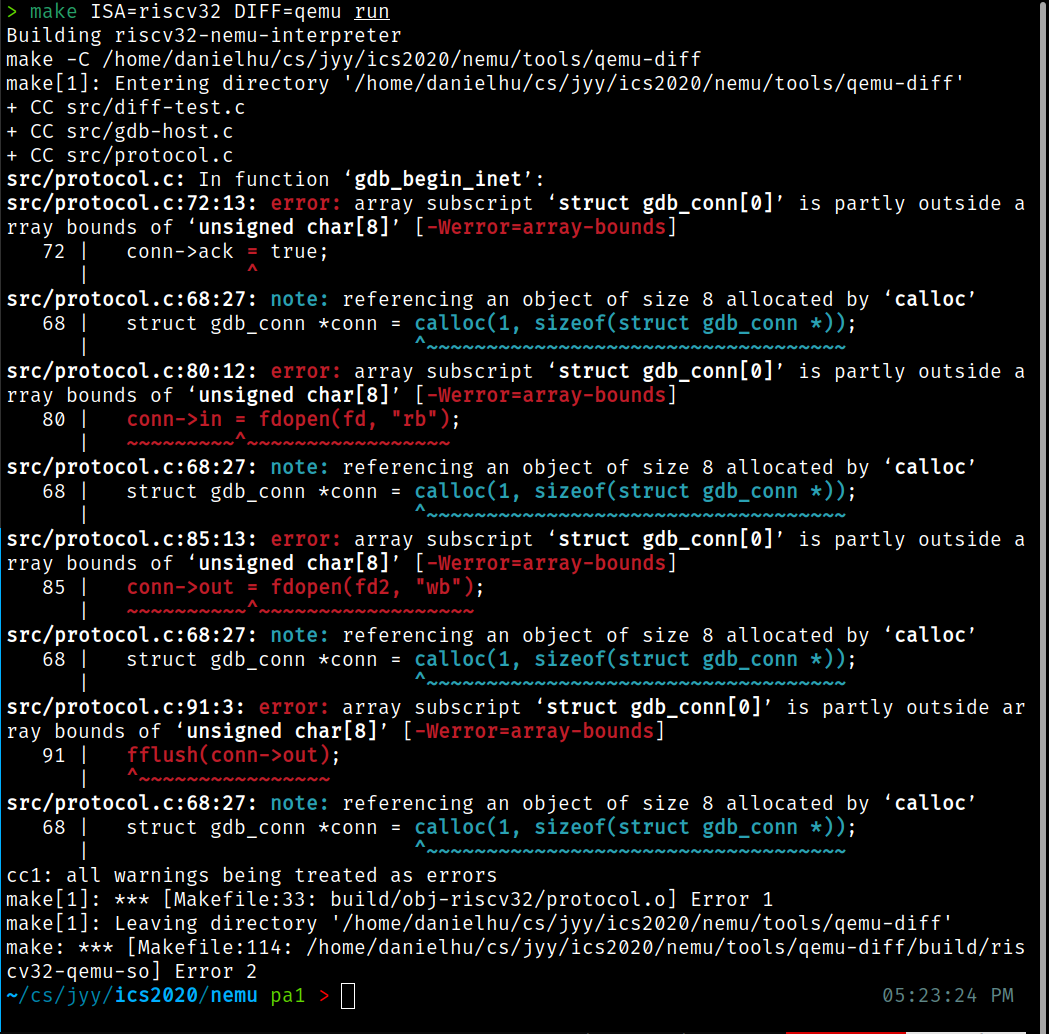 > make ISA=riscv32 DIFF=qemu run
Building riscv32-nemu-interpreter
make -C /home/danielhu/cs/jyy/ics2020/nemu/tools/qemu-diff
make[1]: Entering directory '/home/danielhu/cs/jyy/ics2020/nemu/tools/qemu-diff'
+ CC src/diff-test.c
+ CC src/gdb-host.c
+ CC src/protocol.c
src/protocol.c: In function ‘gdb_begin_inet’:
src/protocol.c:72:13: error: array subscript ‘struct gdb_conn[0]’ is partly outside a
rray bounds of ‘unsigned char[8]’ [-Werror=array-bounds]
   72 |   conn->ack = true;
      |             ^
src/protocol.c:68:27: note: referencing an object of size 8 allocated by ‘calloc’
   68 |   struct gdb_conn *conn = calloc(1, sizeof(struct gdb_conn *));
      |                           ^~~~~~~~~~~~~~~~~~~~~~~~~~~~~~~~~~~~
src/protocol.c:80:12: error: array subscript ‘struct gdb_conn[0]’ is partly outside a
rray bounds of ‘unsigned char[8]’ [-Werror=array-bounds]
   80 |   conn->in = fdopen(fd, "rb");
      |   ~~~~~~~~~^~~~~~~~~~~~~~~~~~
src/protocol.c:68:27: note: referencing an object of size 8 allocated by ‘calloc’
   68 |   struct gdb_conn *conn = calloc(1, sizeof(struct gdb_conn *));
      |                           ^~~~~~~~~~~~~~~~~~~~~~~~~~~~~~~~~~~~
src/protocol.c:85:13: error: array subscript ‘struct gdb_conn[0]’ is partly outside a
rray bounds of ‘unsigned char[8]’ [-Werror=array-bounds]
   85 |   conn->out = fdopen(fd2, "wb");
      |   ~~~~~~~~~~^~~~~~~~~~~~~~~~~~~
src/protocol.c:68:27: note: referencing an object of size 8 allocated by ‘calloc’
   68 |   struct gdb_conn *conn = calloc(1, sizeof(struct gdb_conn *));
      |                           ^~~~~~~~~~~~~~~~~~~~~~~~~~~~~~~~~~~~
src/protocol.c:91:3: error: array subscript ‘struct gdb_conn[0]’ is partly outside ar
ray bounds of ‘unsigned char[8]’ [-Werror=array-bounds]
   91 |   fflush(conn->out);
      |   ^~~~~~~~~~~~~~~~~
src/protocol.c:68:27: note: referencing an object of size 8 allocated by ‘calloc’
   68 |   struct gdb_conn *conn = calloc(1, sizeof(struct gdb_conn *));
      |                           ^~~~~~~~~~~~~~~~~~~~~~~~~~~~~~~~~~~~
cc1: all warnings being treated as errors
make[1]: *** [Makefile:33: build/obj-riscv32/protocol.o] Error 1
make[1]: Leaving directory '/home/danielhu/cs/jyy/ics2020/nemu/tools/qemu-diff'
make: *** [Makefile:114: /home/danielhu/cs/jyy/ics2020/nemu/tools/qemu-diff/build/ris
cv32-qemu-so] Error 2
~/cs/jyy/ics2020/nemu pa1 > 05:23:24 PM